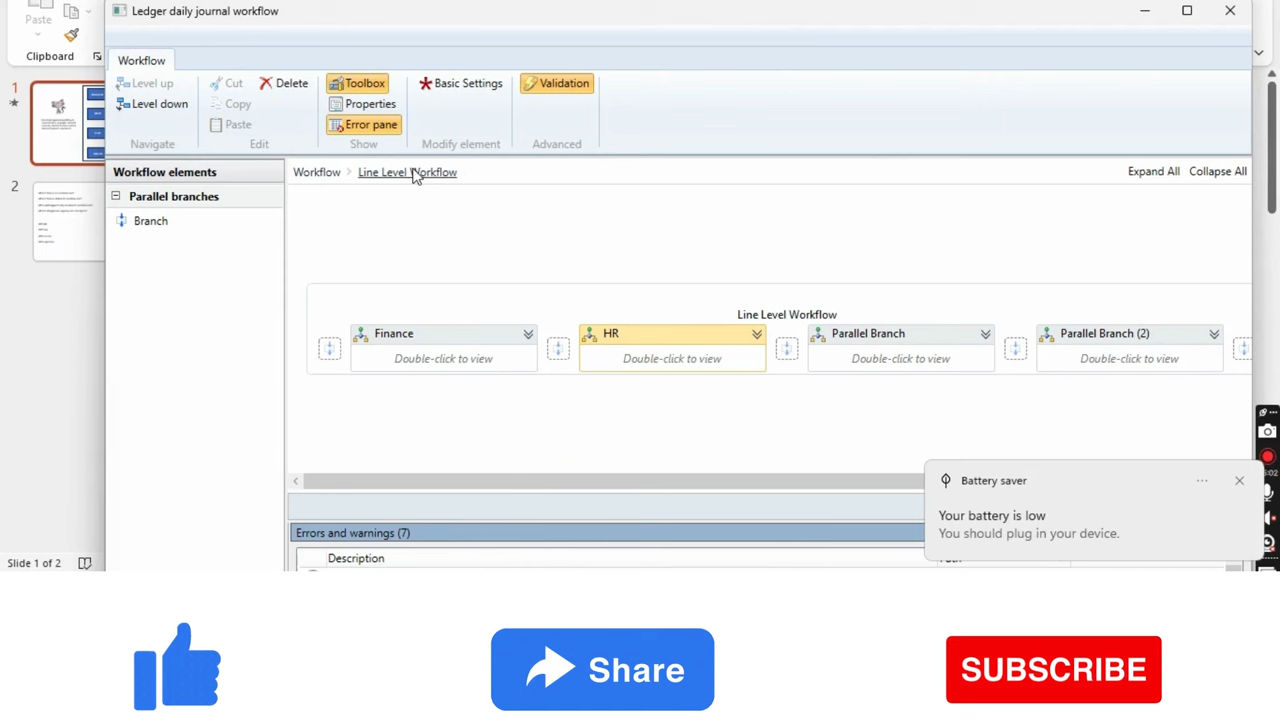 Paste
Clipboard
1
2
Slide 1 of 2
Ledger daily journal workflow
Workflow
Level up
Level down
Navigate
Cut
Copy
Paste
Delete
Edit
Toolbox
Properties
Error pane
Show
Basic Settings
Modify element
Validation
Advanced
Workflow elements
Parallel branches
Branch
Workflow > Line Level Workflow
Expand All Collapse All
Line Level Workflow
Finance
Double-click to view
HR
Double-click to view
Parallel Branch
Double-click to view
Parallel Branch (2)
Double-click to view
Errors and warnings (7)
Description
Battery saver
Your battery is low
You should plug in your device.
Share
SUBSCRIBE